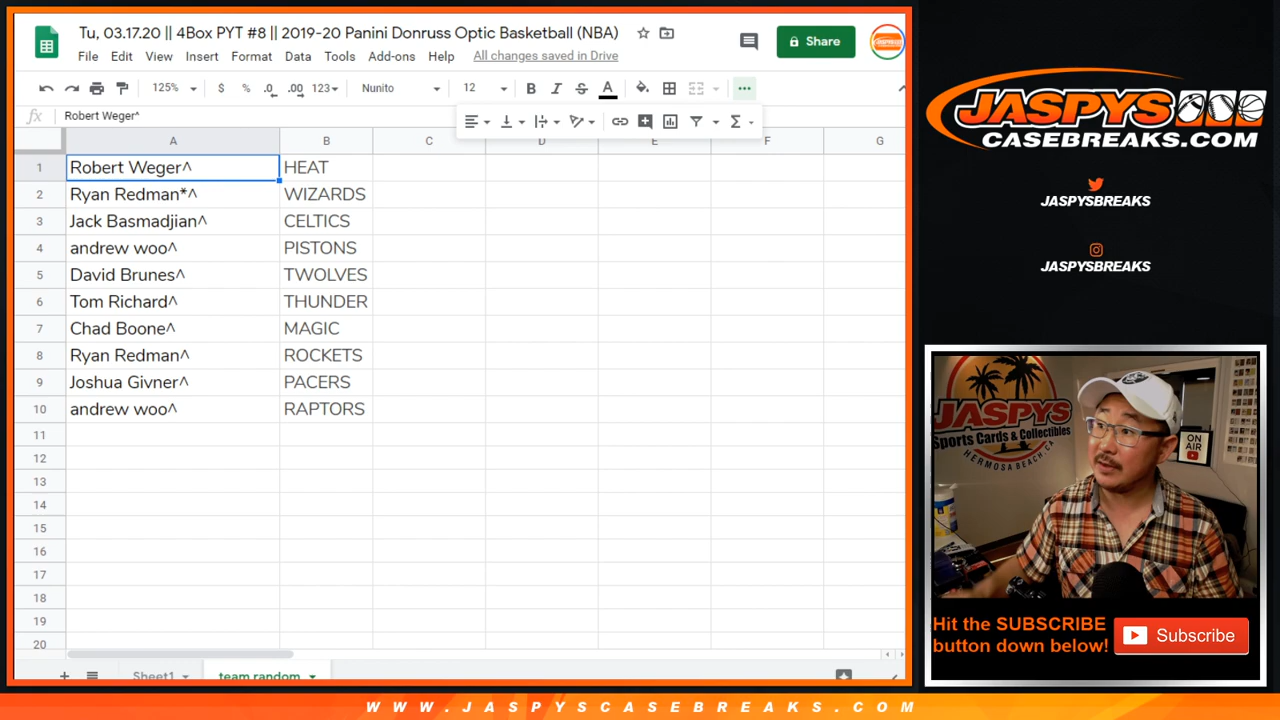 Tu, 03.17.20 || 4Box PYT #8 || 2019-20 Panini Donruss Optic Basketball (NBA)
File Edit View Insert Format Data Tools Add-ons Help All changes saved in Drive
Share
125% $ % .0 .00 123 Nunito 12 B I S A
fx Robert Weger^
A B C D E F G
1 Robert Weger^ HEAT
2 Ryan Redman*^ WIZARDS
3 Jack Basmadjian^ CELTICS
4 andrew woo^ PISTONS
5 David Brunes^ TWOLVES
6 Tom Richard^ THUNDER
7 Chad Boone^ MAGIC
8 Ryan Redman^ ROCKETS
9 Joshua Givner^ PACERS
10 andrew woo^ RAPTORS
11
12
13
14
15
16
17
18
19
20
Sheet1 team random
JASPYS
CASEBREAKS.COM
JASPYSBREAKS
JASPYSBREAKS
JASPYS
Sports Cards & Collectibles
HERMOSA BEACH, CA
ON AIR
Hit the SUBSCRIBE
button down below!
Subscribe
WWW.JASPYSCASEBREAKS.COM